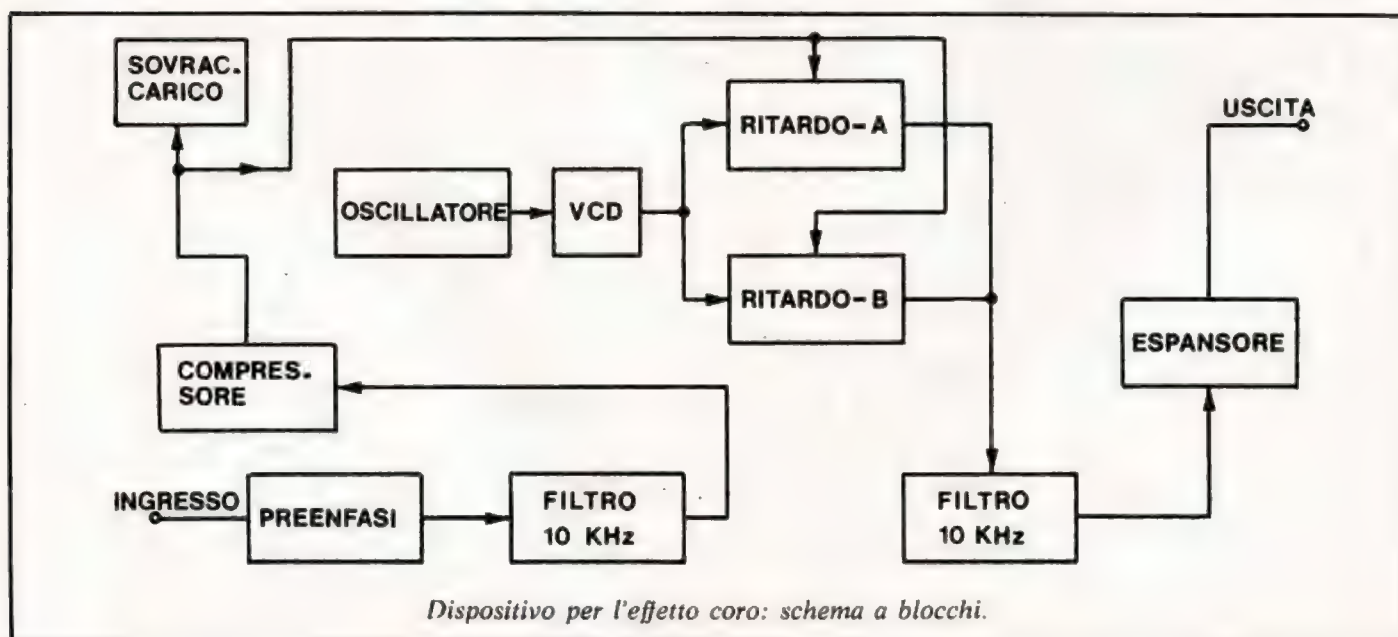 SOVRAC.
CARICO
RITARDO-A
USCITA
OSCILLATORE
VCD
RITARDO-B
ESPANSORE
COMPRES.
SORE
INGRESSO
PREENFASI
FILTRO
10 KHz
FILTRO
10 KHz
Dispositivo per l'effetto coro: schema a blocchi.